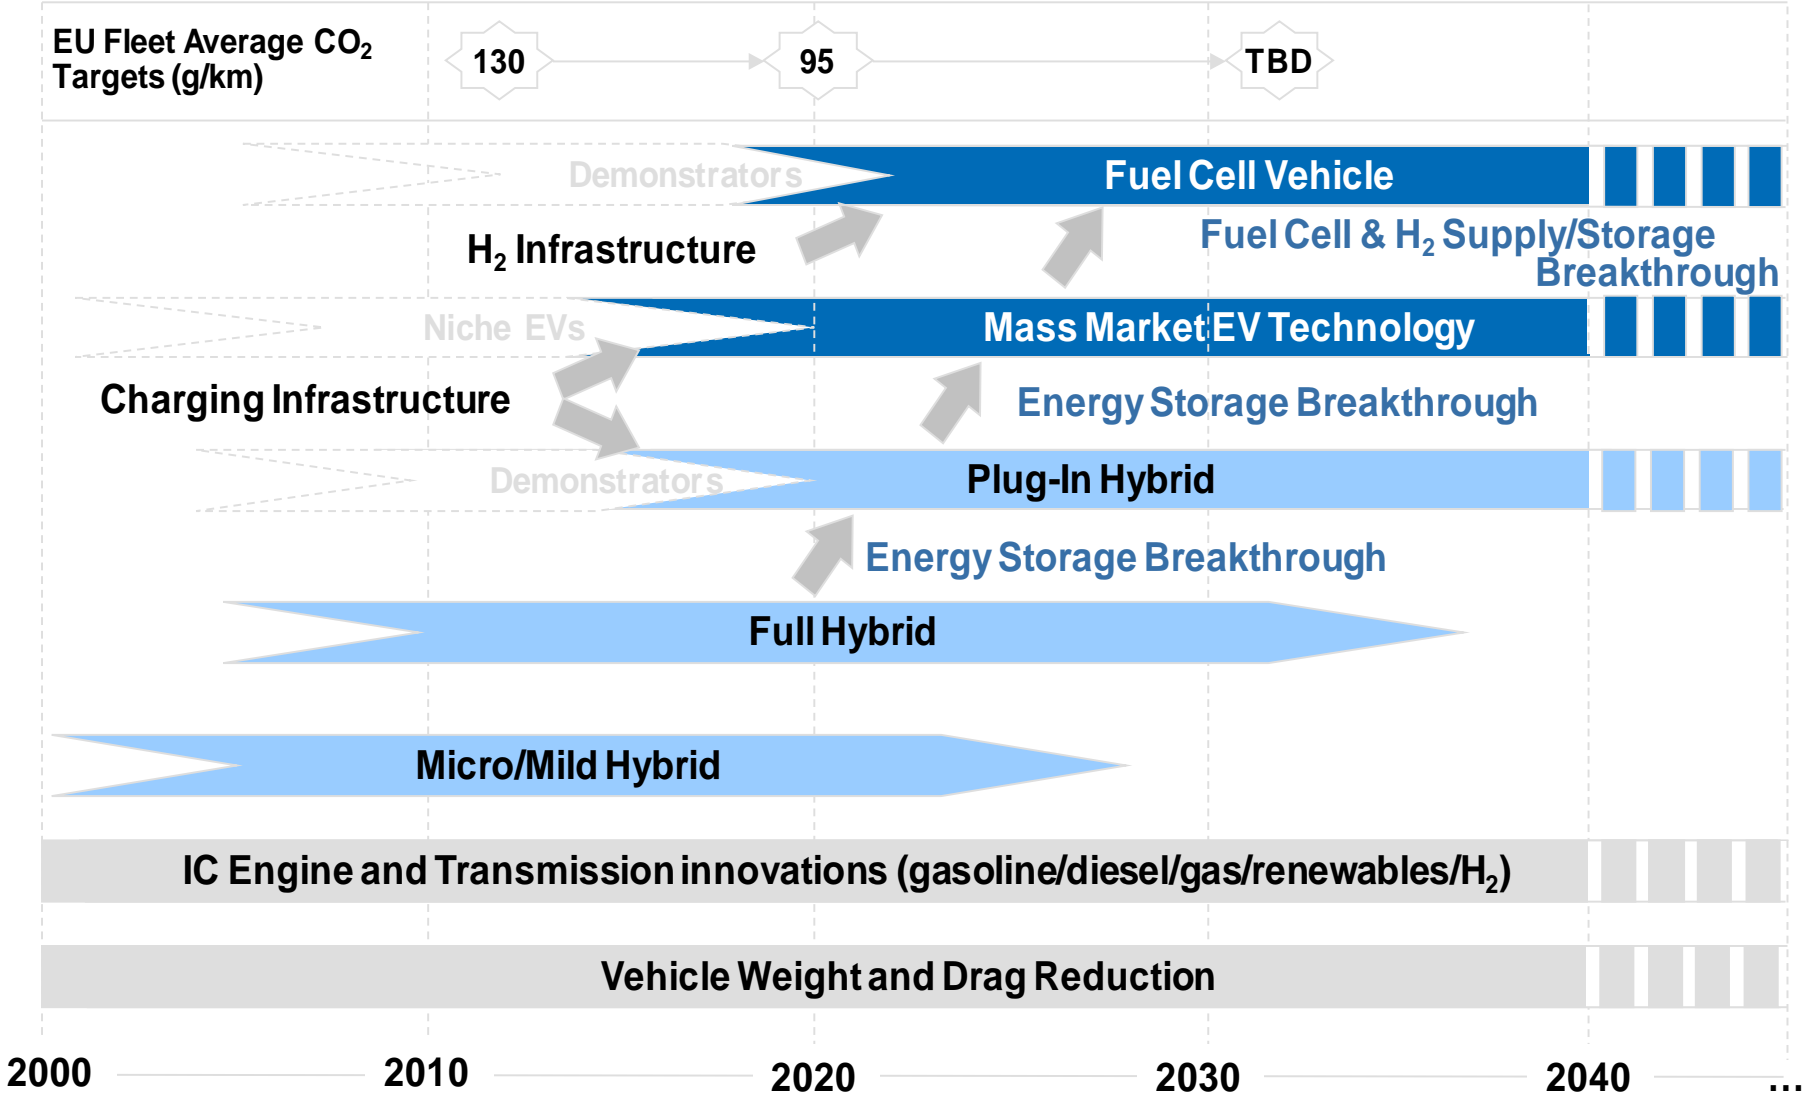 EU Fleet Average CO₂
Targets (g/km)
130
95
TBD
Demonstrators
Fuel Cell Vehicle
H₂ Infrastructure
Fuel Cell & H₂ Supply/Storage
Breakthrough
Niche EVs
Mass Market EV Technology
Charging Infrastructure
Energy Storage Breakthrough
Demonstrators
Plug-In Hybrid
Energy Storage Breakthrough
Full Hybrid
Micro/Mild Hybrid
IC Engine and Transmission innovations (gasoline/diesel/gas/renewables/H₂)
Vehicle Weight and Drag Reduction
2000
2010
2020
2030
2040
...